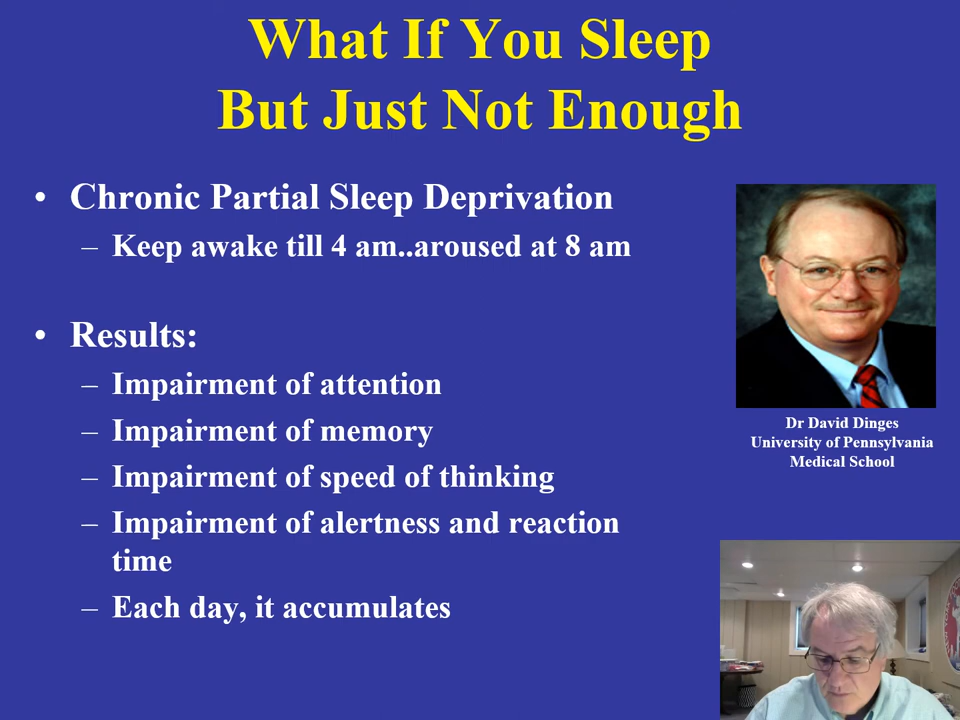 What If You Sleep
But Just Not Enough
• Chronic Partial Sleep Deprivation
– Keep awake till 4 am..aroused at 8 am
• Results:
– Impairment of attention
– Impairment of memory
– Impairment of speed of thinking
– Impairment of alertness and reaction
time
– Each day, it accumulates
Dr David Dinges
University of Pennsylvania
Medical School